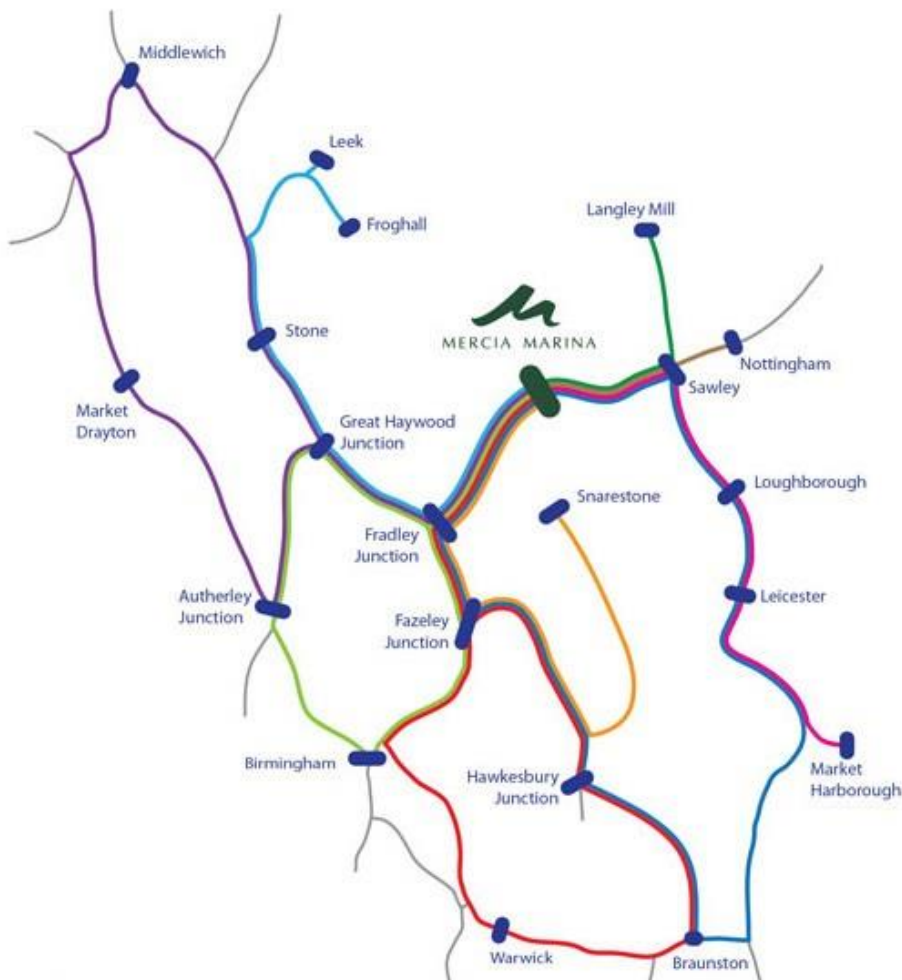 Middlewich
Leek
Froghall
Langley Mill
Stone
MERCIA MARINA
Nottingham
Sawley
Market
Drayton
Great Haywood
Junction
Loughborough
Snarestone
Fradley
Junction
Autherley
Junction
Fazeley
Junction
Leicester
Birmingham
Hawkesbury
Junction
Market
Harborough
Warwick
Braunston